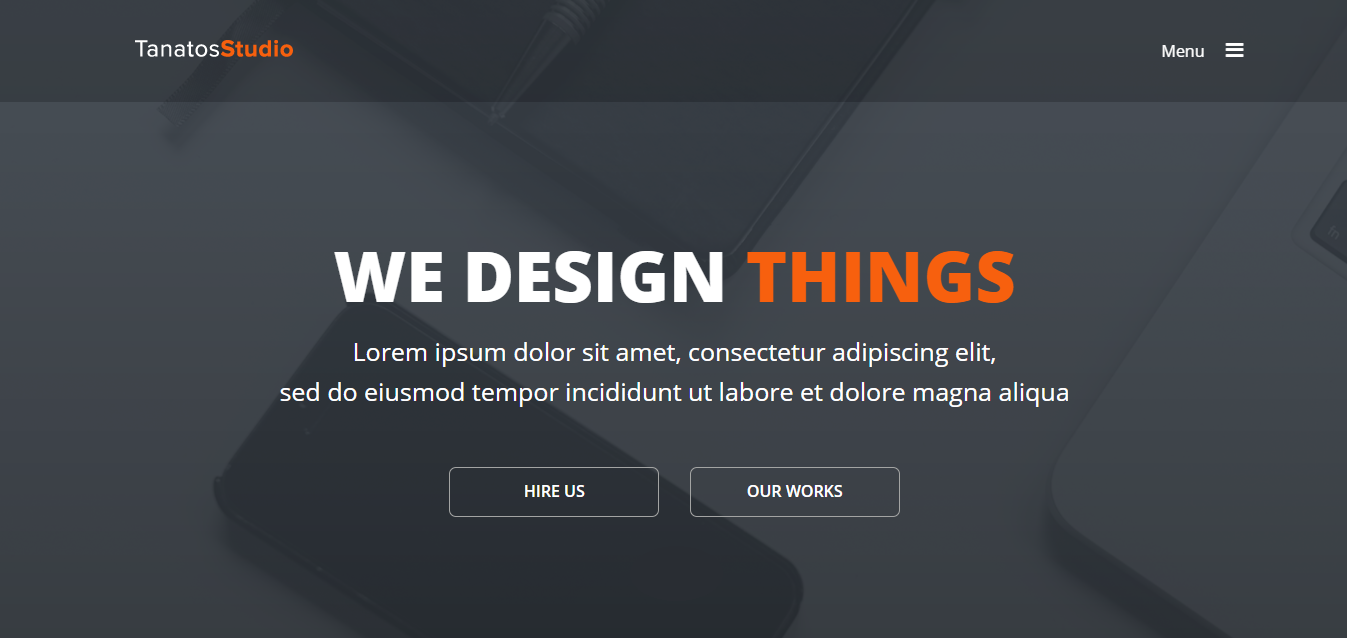 TanatosStudio
Menu
WE DESIGN THINGS
Lorem ipsum dolor sit amet, consectetur adipiscing elit,
sed do eiusmod tempor incididunt ut labore et dolore magna aliqua
HIRE US
OUR WORKS
fn